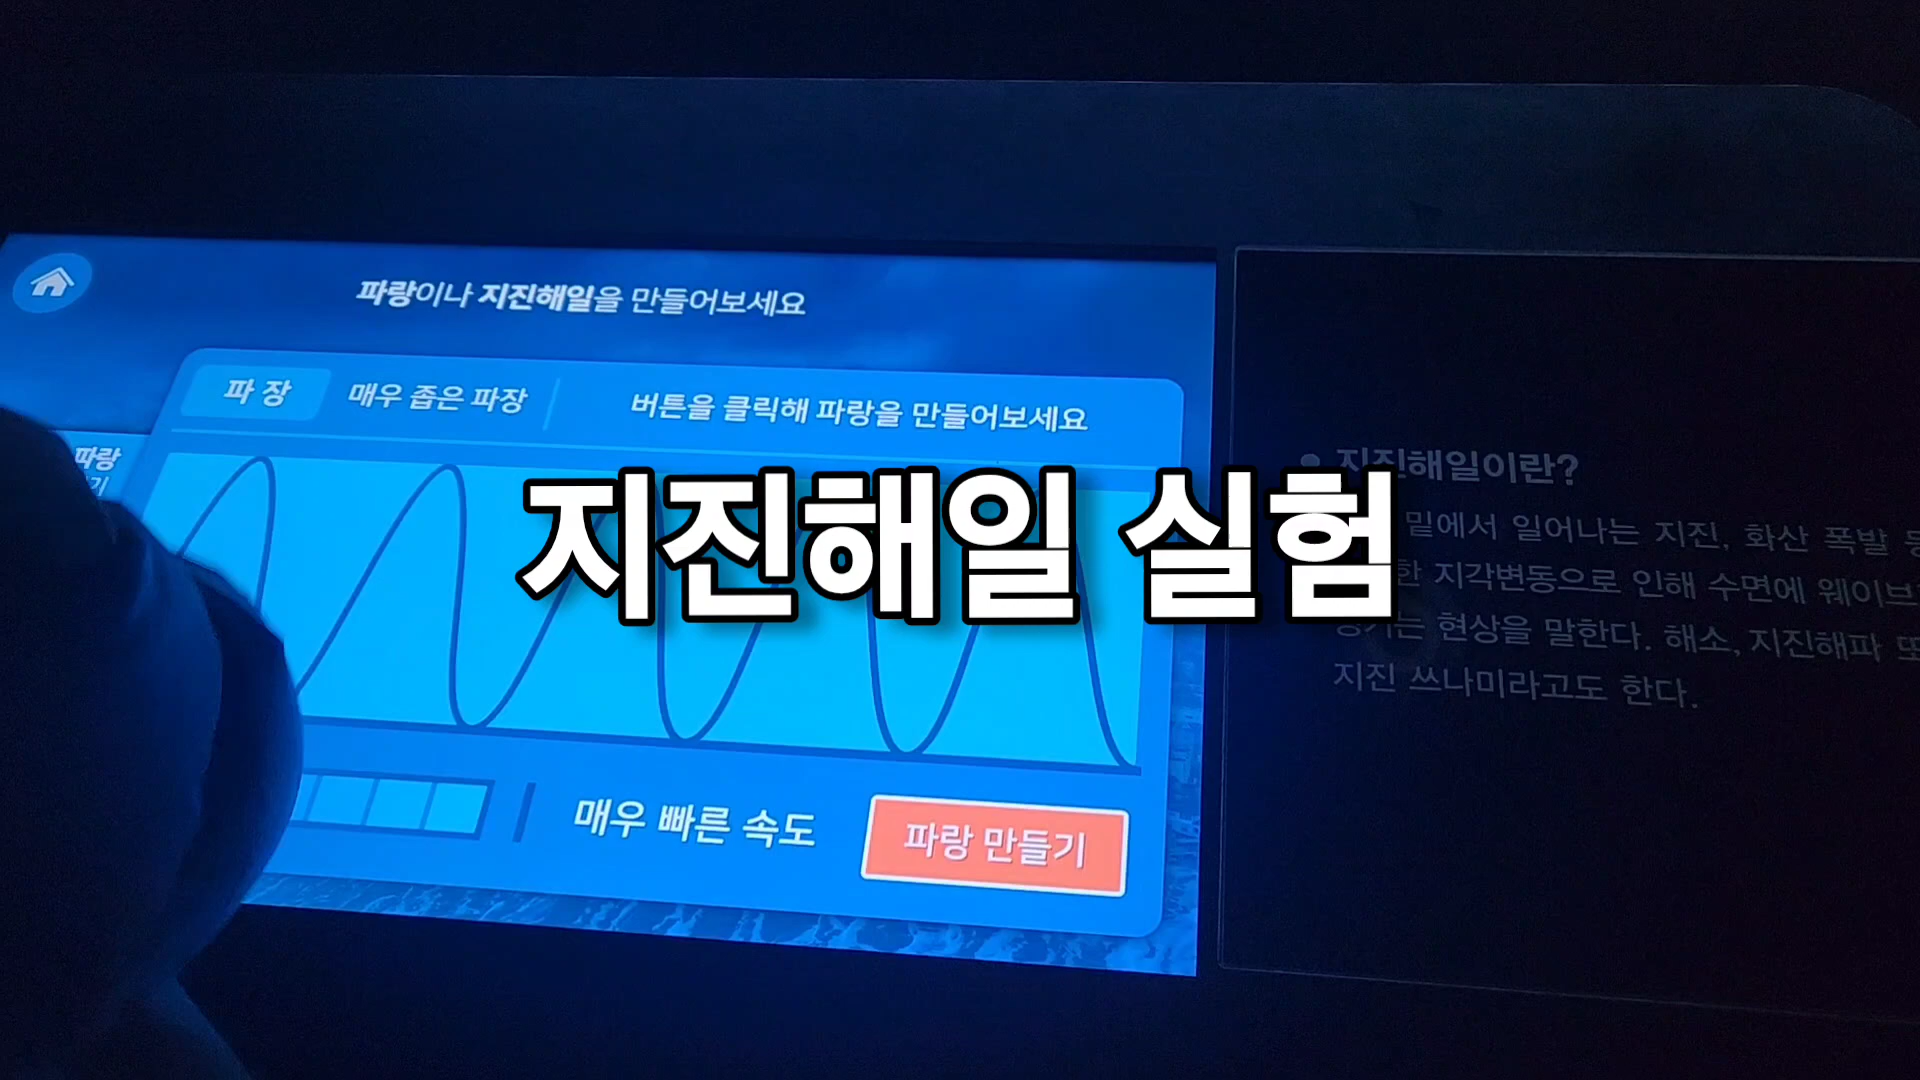 파랑이나 지진해일을 만들어보세요
파 장 매우 좁은 파장 버튼을 클릭해 파랑을 만들어보세요
파랑
기
지진해일 실험
매우 빠른 속도
파랑 만들기
지진해일이란?
밑에서 일어나는 지진, 화산 폭발
한 지각변동으로 인해 수면에 웨이브
는 현상을 말한다. 해소, 지진해파 또
지진 쓰나미라고도 한다.